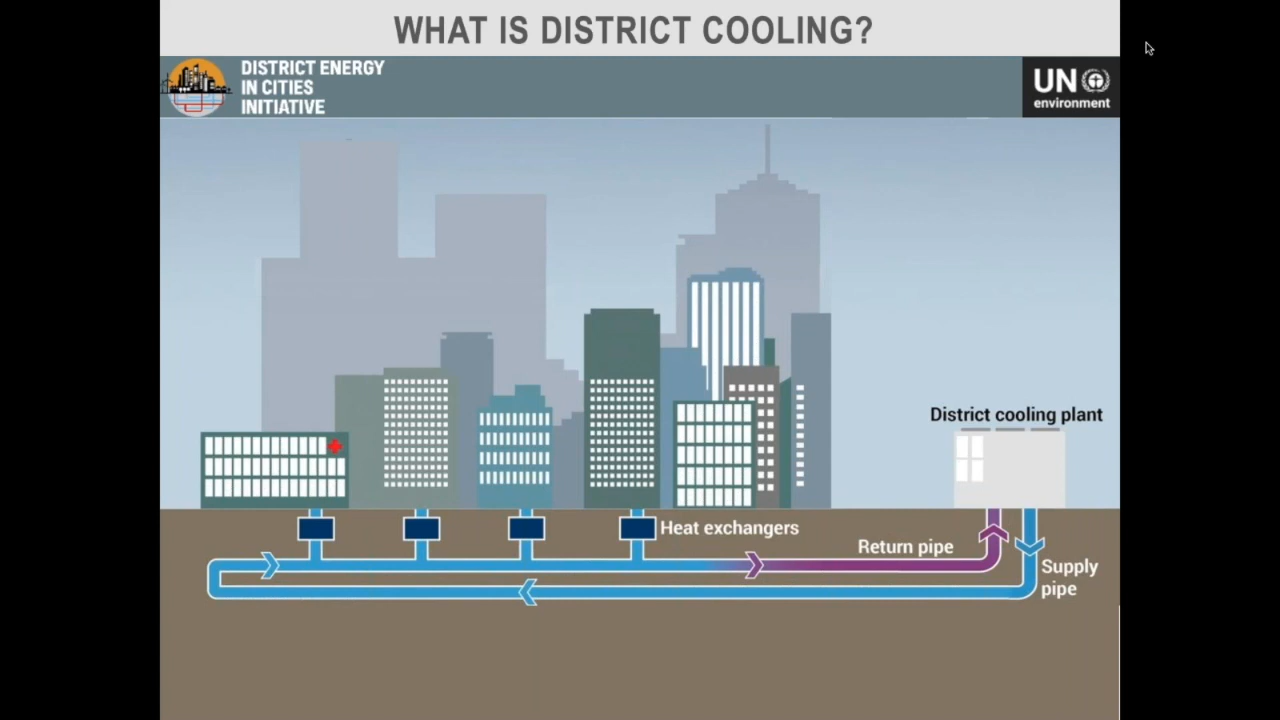 WHAT IS DISTRICT COOLING?
DISTRICT ENERGY
IN CITIES
INITIATIVE
UN
environment
District cooling plant
Heat exchangers
Return pipe
Supply
pipe